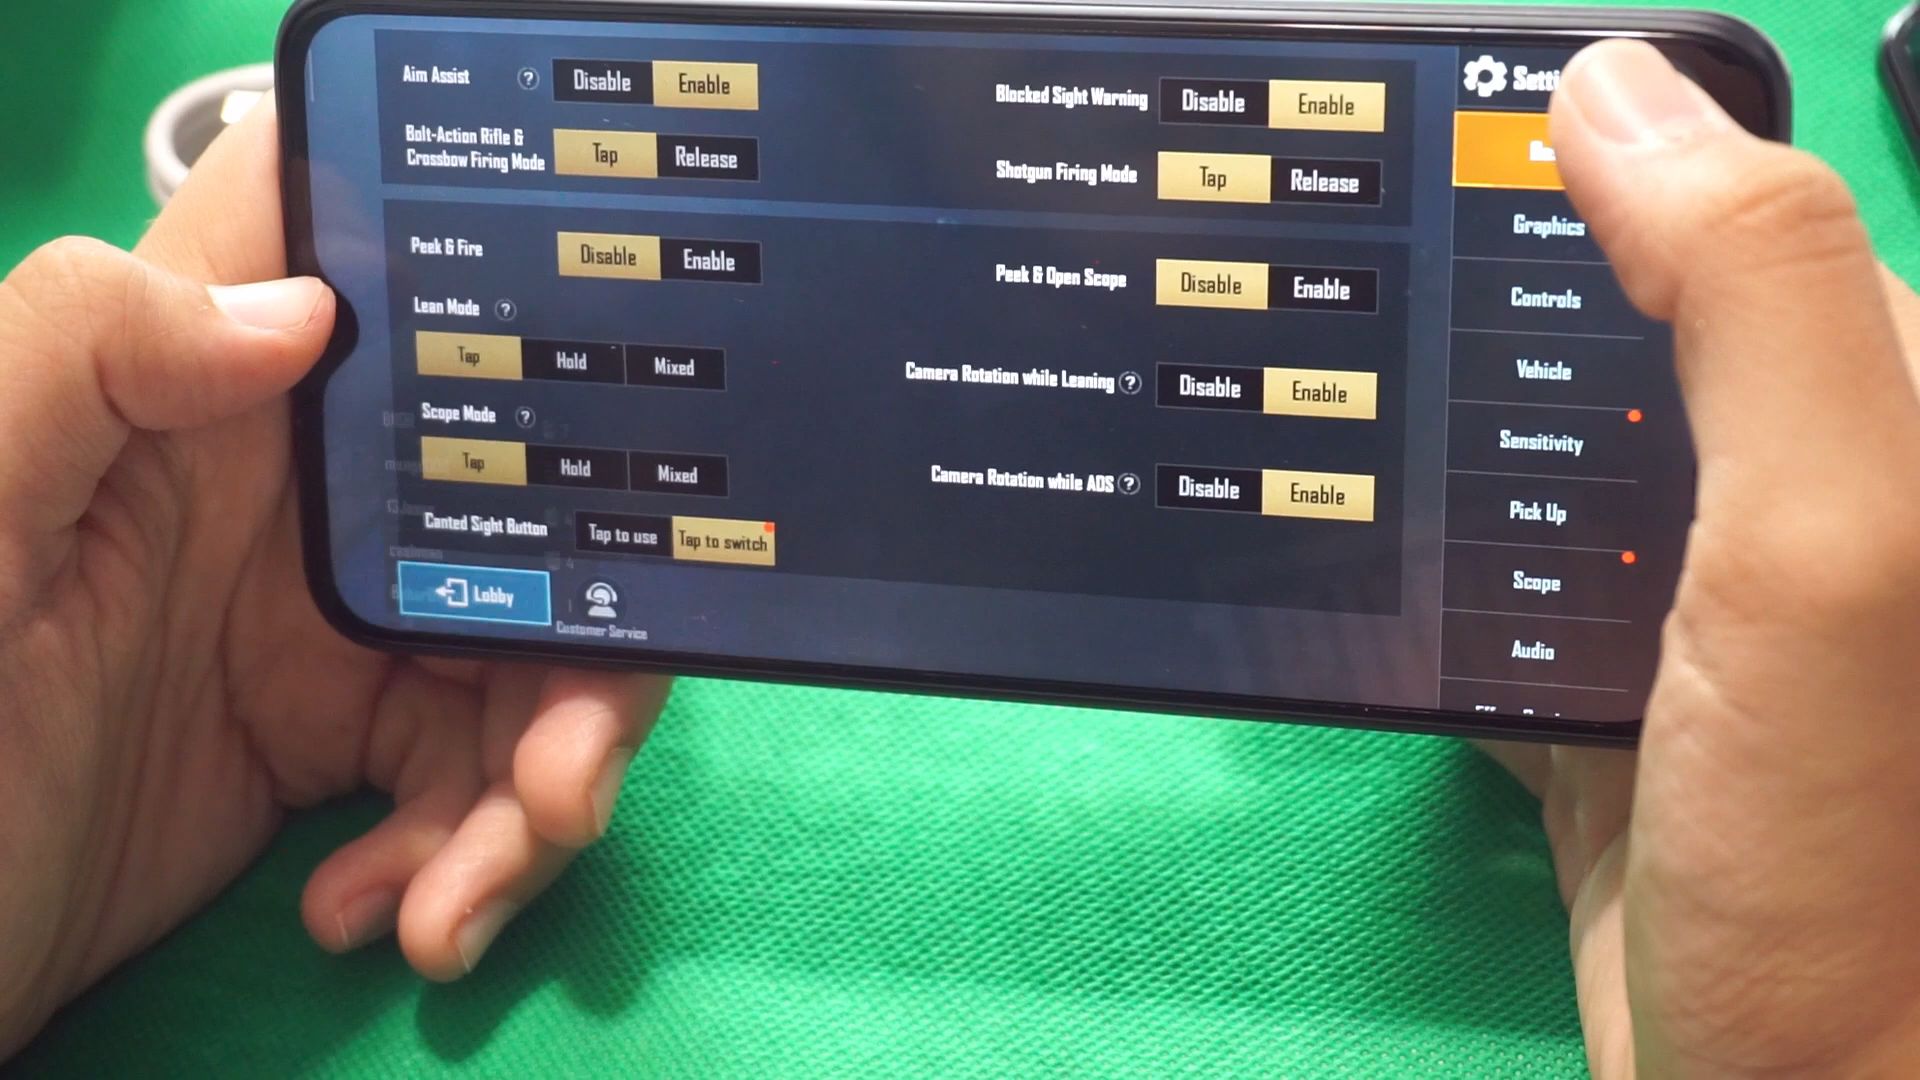 Aim Assist ? Disable Enable
Blocked Sight Warning Disable Enable
Bolt-Action Rifle &
Crossbow Firing Mode Tap Release
Shotgun Firing Mode Tap Release
Peek & Fire Disable Enable
Peek & Open Scope Disable Enable
Lean Mode ?
Tap Hold Mixed
Camera Rotation while Leaning ? Disable Enable
Scope Mode ?
Tap Hold Mixed
Camera Rotation while ADS ? Disable Enable
Canted Sight Button Tap to use Tap to switch
Lobby
Customer Service
Graphics
Controls
Vehicle
Sensitivity
Pick Up
Scope
Audio